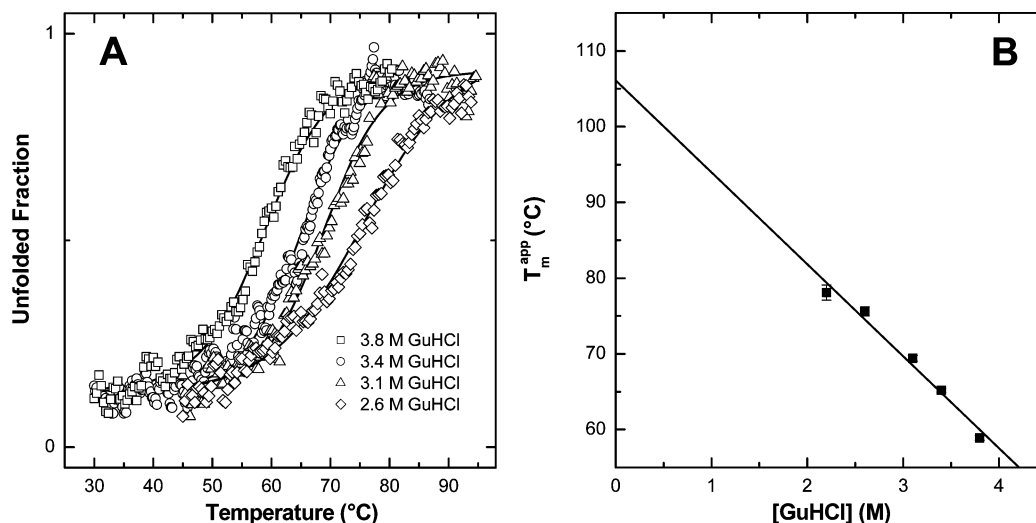 A
1
0
Unfolded Fraction
30 40 50 60 70 80 90
Temperature (°C)
□ 3.8 M GuHCl
○ 3.4 M GuHCl
△ 3.1 M GuHCl
◇ 2.6 M GuHCl
B
110
100
90
80
70
60
T_m^app (°C)
0 1 2 3 4
[GuHCl] (M)